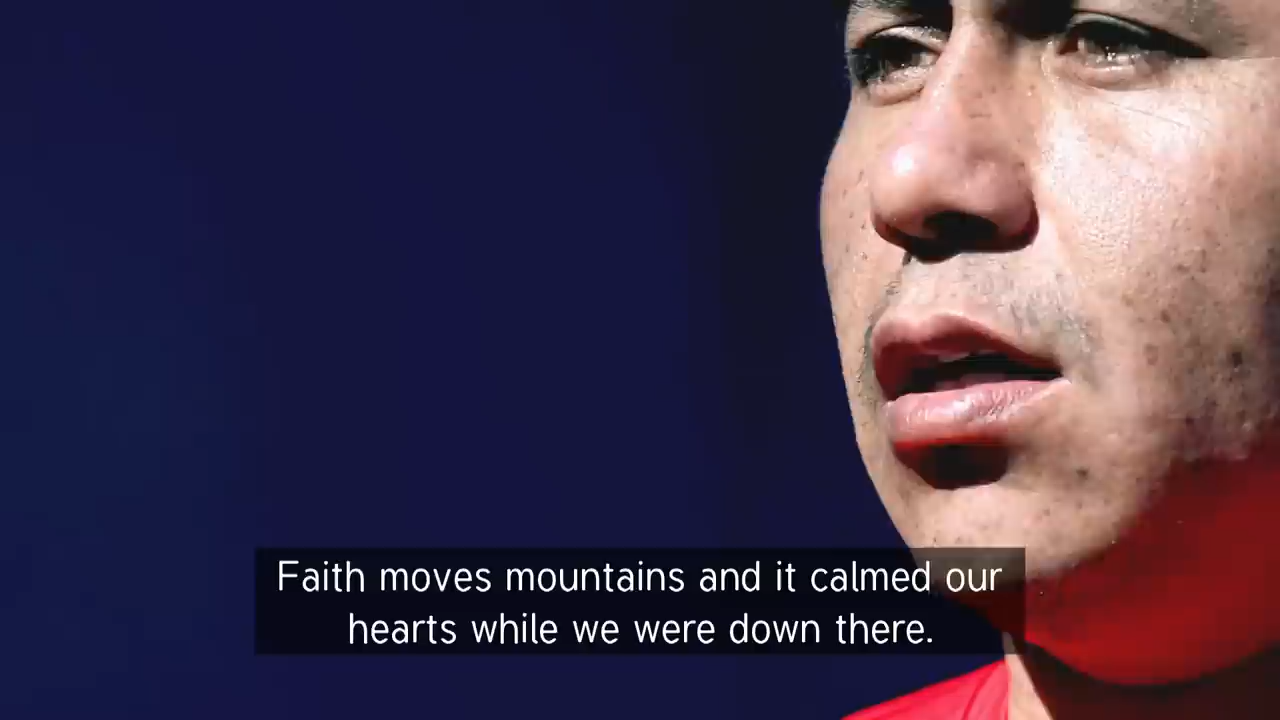 Faith moves mountains and it calmed our
hearts while we were down there.